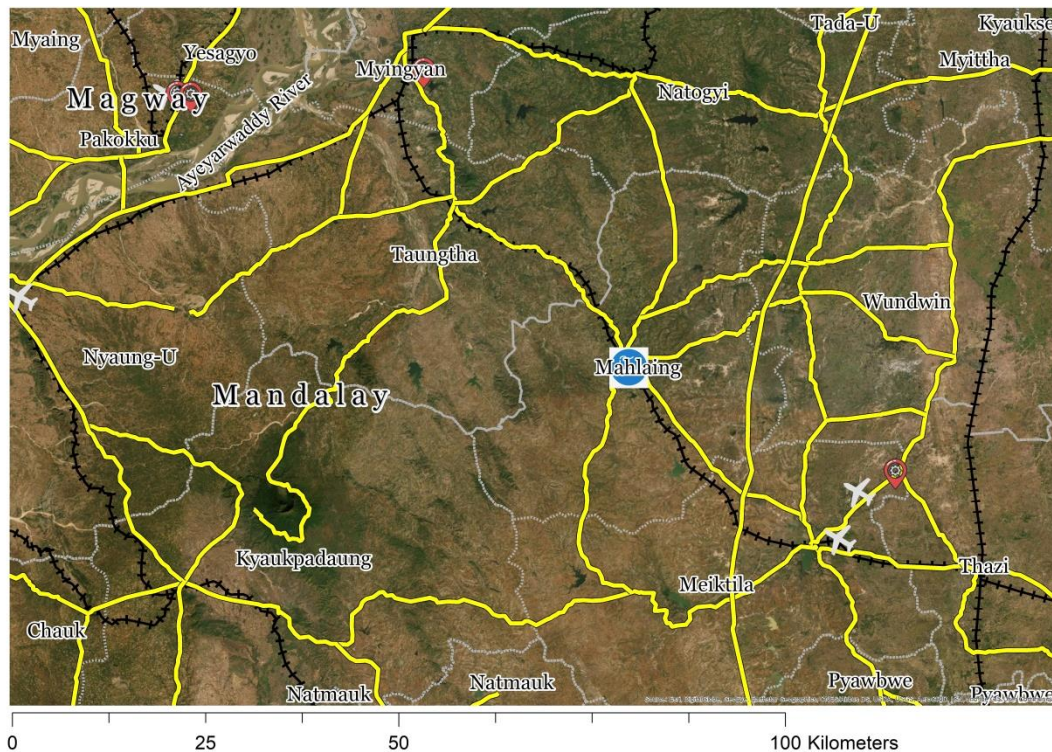 Tada-U
Kyaukse
Myaing
Yesagyo
Myingyan
Myittha
Magway
Natogyi
Pakokku
Ayeyarwaddy River
Taungtha
Wundwin
Nyaung-U
Mahlaing
Mandalay
Kyaukpadaung
Thazi
Meiktila
Chauk
Pyawbwe
Natmauk
Natmauk
Pyawbwe
0 25 50 100 Kilometers